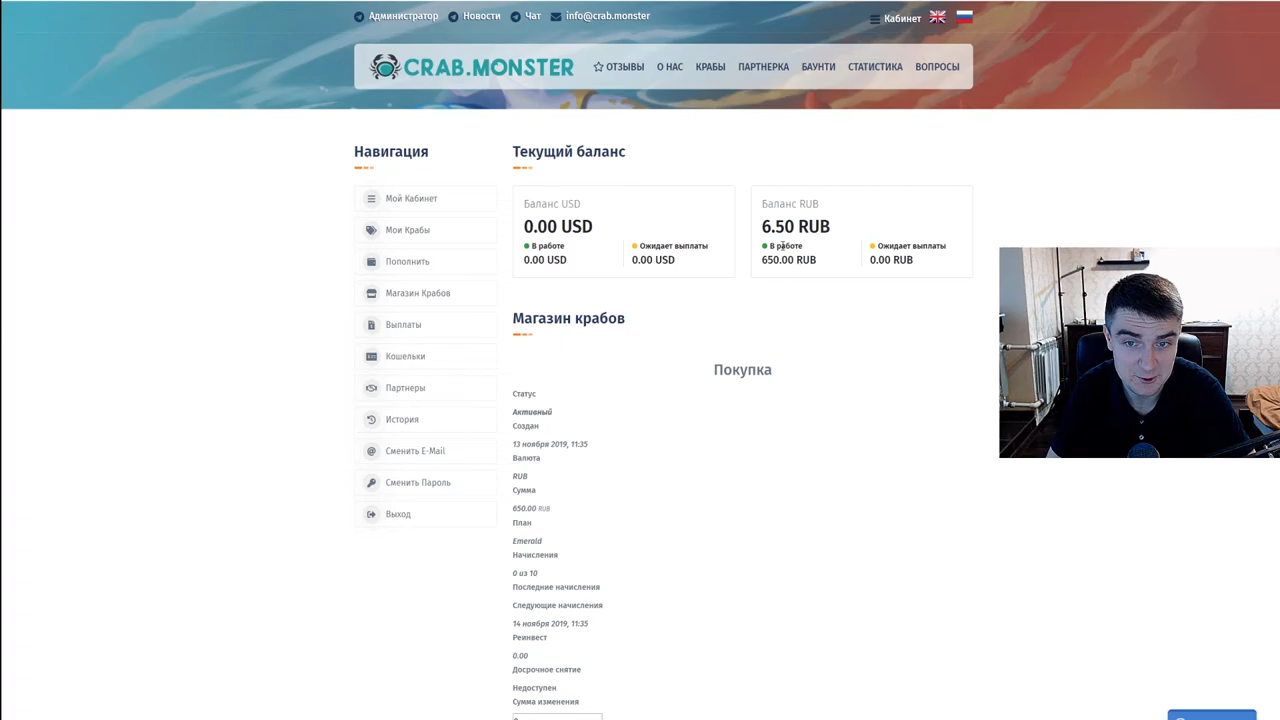 Администратор Новости Чат info@crab.monster Кабинет
CRAB.MONSTER ОТЗЫВЫ О НАС КРАБЫ ПАРТНЕРКА БАУНТИ СТАТИСТИКА ВОПРОСЫ
Навигация
Мой Кабинет
Мои Крабы
Пополнить
Магазин Крабов
Выплаты
Кошельки
Партнеры
История
Сменить E-Mail
Сменить Пароль
Выход
Текущий баланс
Баланс USD
0.00 USD
В работе Ожидает выплаты
0.00 USD 0.00 USD
Баланс RUB
6.50 RUB
В работе Ожидает выплаты
650.00 RUB 0.00 RUB
Магазин крабов
Покупка
Статус
Активный
Создан
13 ноября 2019, 11:35
Валюта
RUB
Сумма
650.00 RUB
План
Emerald
Начисления
0 из 10
Последние начисления
Следующие начисления
14 ноября 2019, 11:35
Реинвест
0.00
Досрочное снятие
Недоступен
Сумма изменения